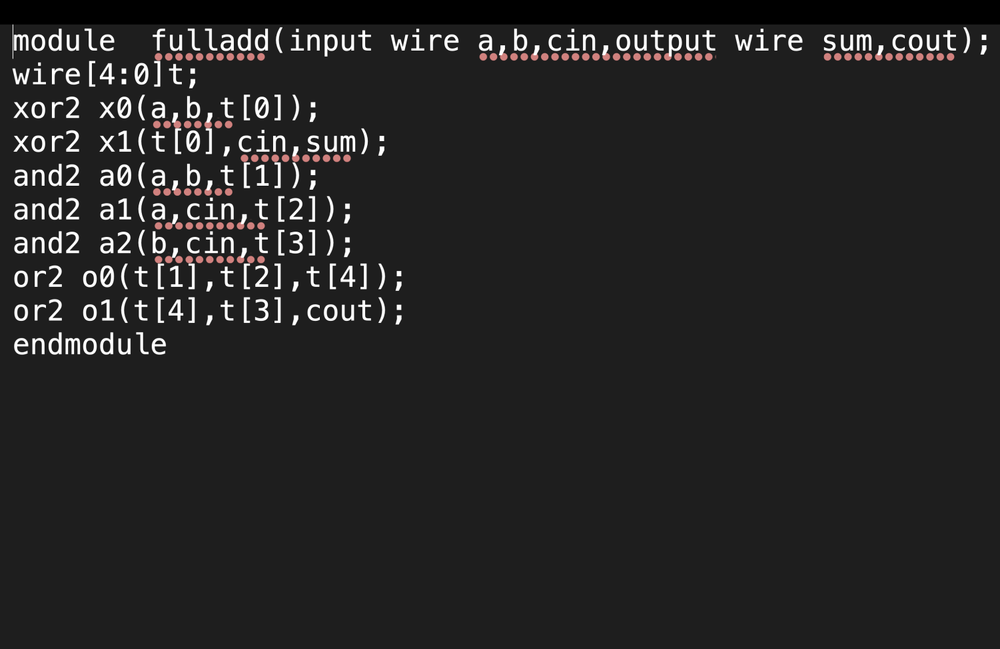 module  fulladd(input wire a,b,cin,output wire sum,cout);
wire[4:0]t;
xor2 x0(a,b,t[0]);
xor2 x1(t[0],cin,sum);
and2 a0(a,b,t[1]);
and2 a1(a,cin,t[2]);
and2 a2(b,cin,t[3]);
or2 o0(t[1],t[2],t[4]);
or2 o1(t[4],t[3],cout);
endmodule